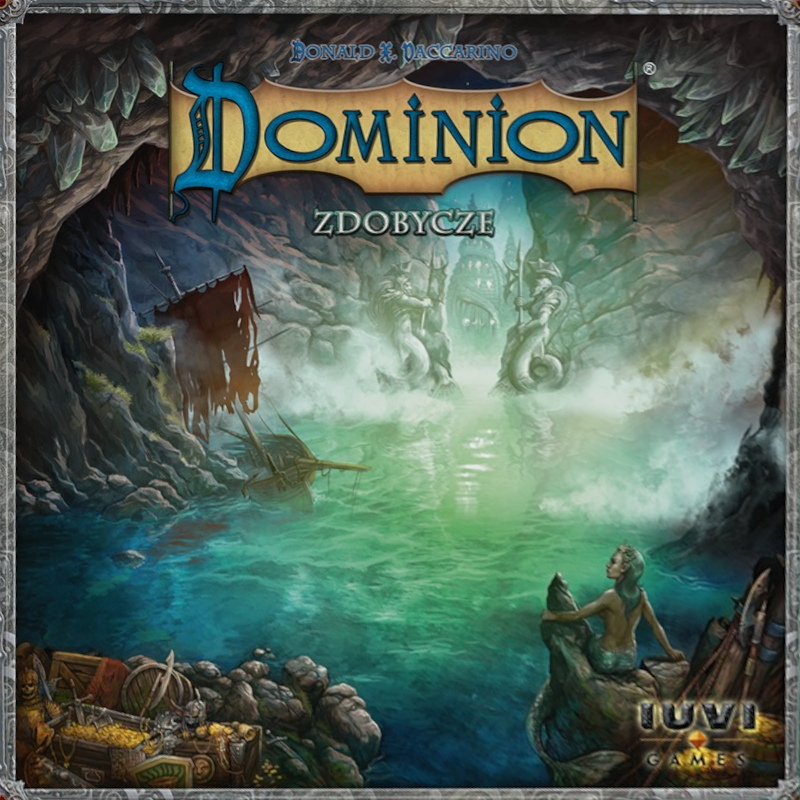 DONALD X. VACCARINO
DOMINION®
ZDOBYCZE
IUVI
GAMES